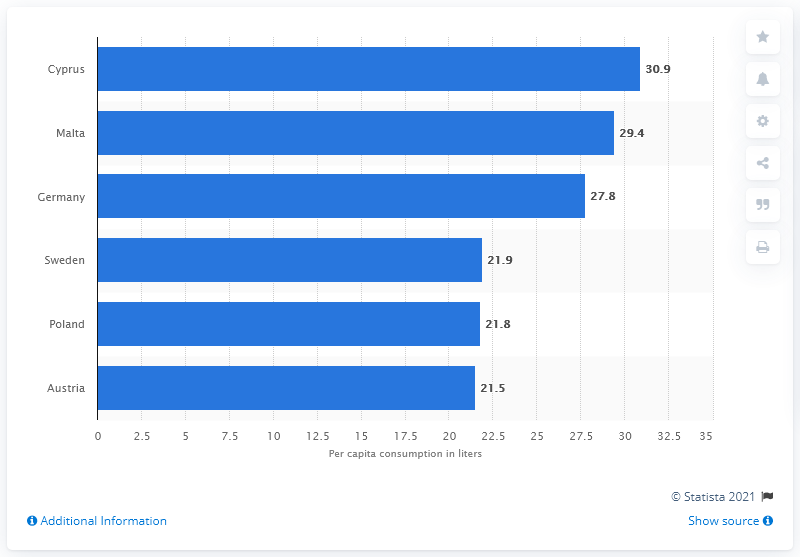 Cyprus 30.9
Malta 29.4
Germany 27.8
Sweden 21.9
Poland 21.8
Austria 21.5
0 2.5 5 7.5 10 12.5 15 17.5 20 22.5 25 27.5 30 32.5 35
Per capita consumption in liters
© Statista 2021
Additional Information Show source